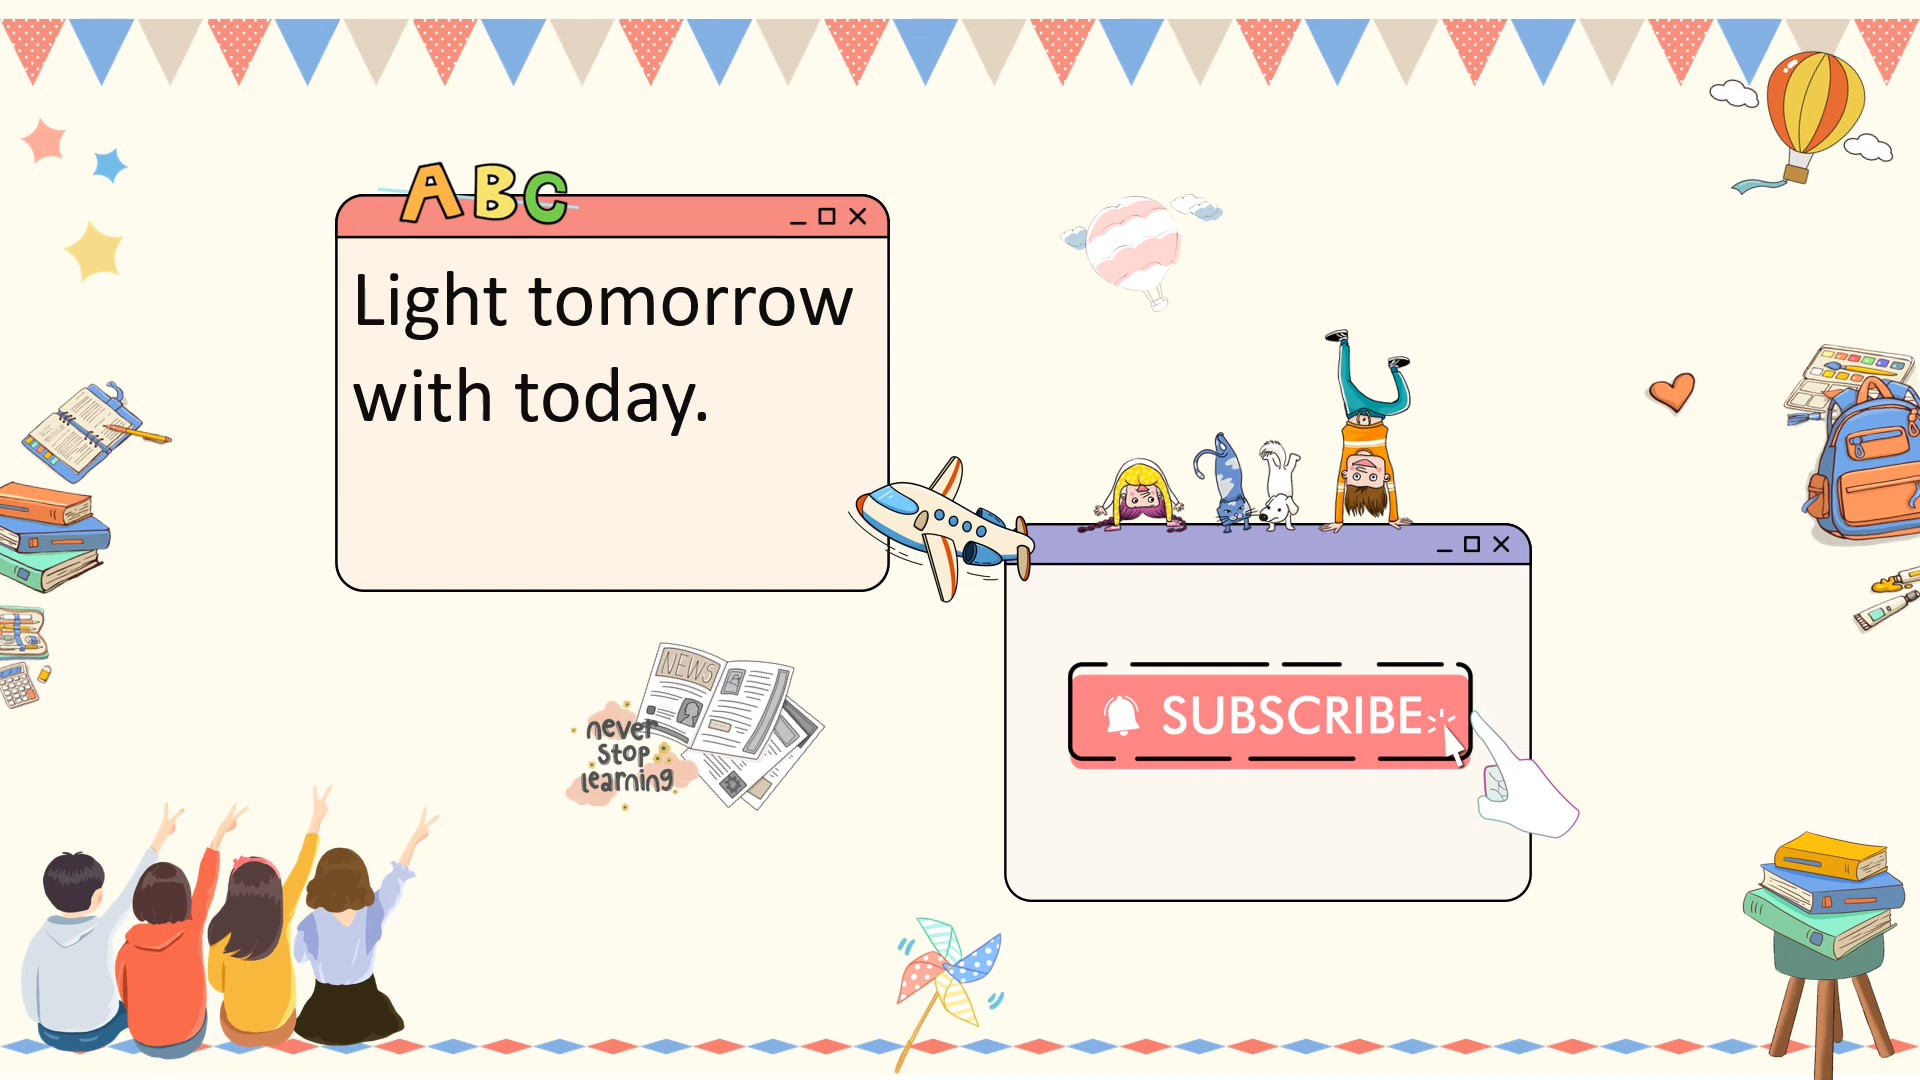 ABC
Light tomorrow
with today.
NEWS
never
stop
learning
SUBSCRIBE